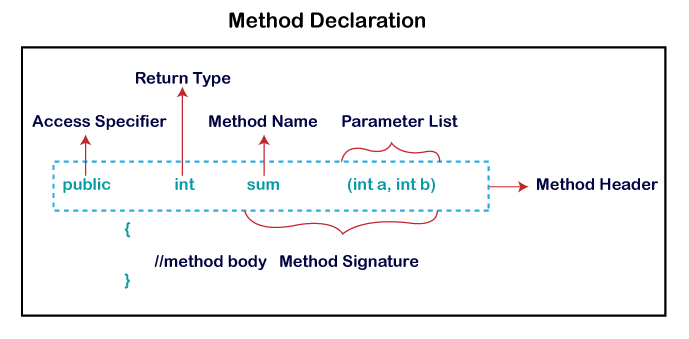 Method Declaration
Return Type
Access Specifier Method Name Parameter List
public int sum (int a, int b) Method Header
{
//method body Method Signature
}